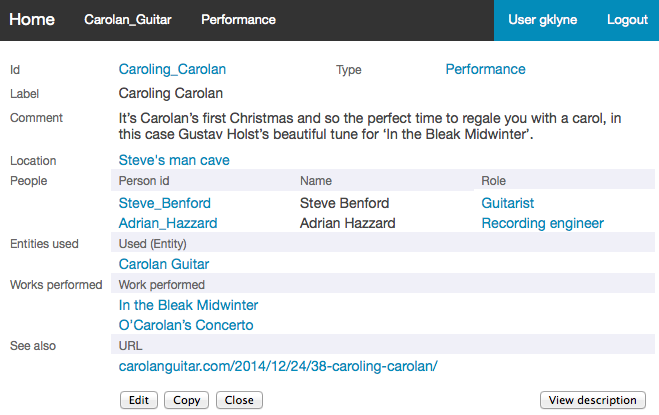 Home Carolan_Guitar Performance User gklyne Logout
Id Caroling_Carolan Type Performance
Label Caroling Carolan
Comment It’s Carolan’s first Christmas and so the perfect time to regale you with a carol, in
this case Gustav Holst’s beautiful tune for ‘In the Bleak Midwinter’.
Location Steve's man cave
People Person id Name Role
Steve_Benford Steve Benford Guitarist
Adrian_Hazzard Adrian Hazzard Recording engineer
Entities used Used (Entity)
Carolan Guitar
Works performed Work performed
In the Bleak Midwinter
O’Carolan’s Concerto
See also URL
carolanguitar.com/2014/12/24/38-caroling-carolan/
Edit Copy Close View description